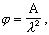 φ = A / λ²,